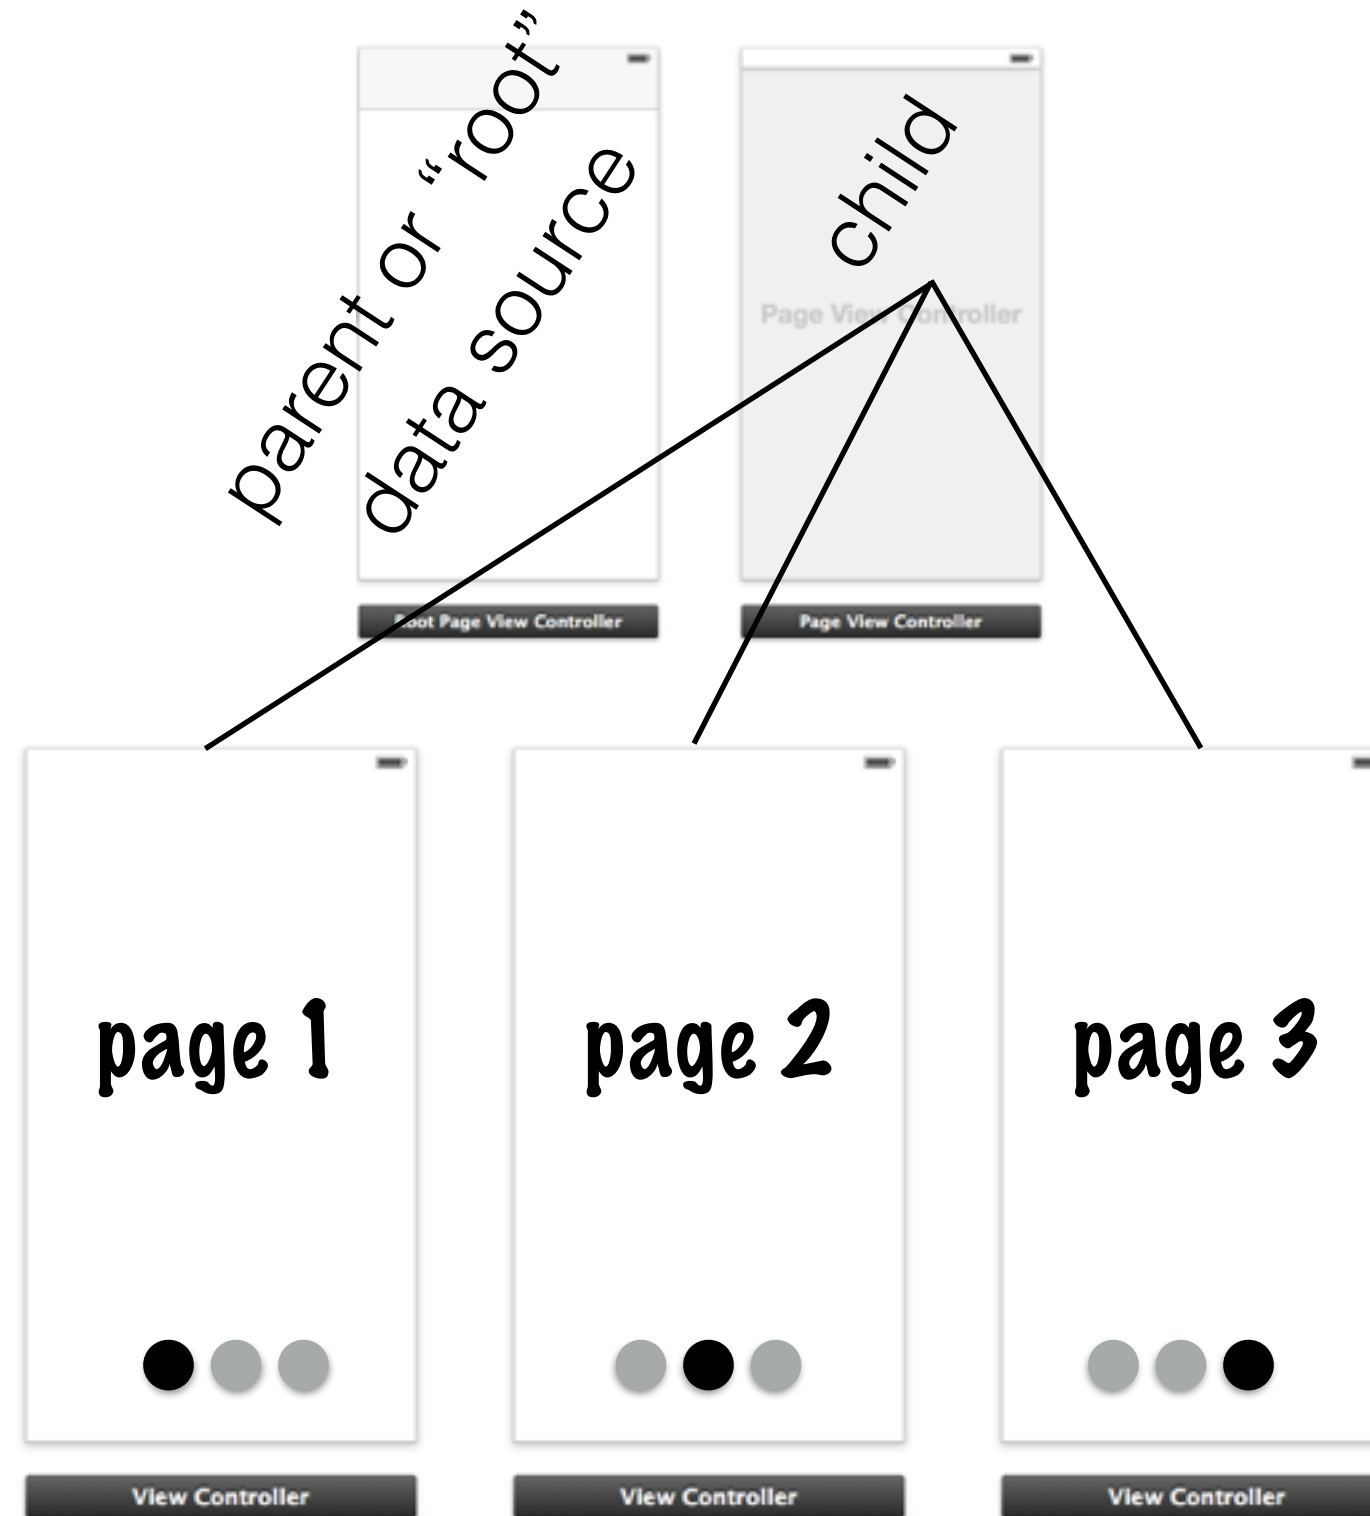 parent or “root”
data source
child
Page View Controller
Root Page View Controller
Page View Controller
page 1
page 2
page 3
View Controller
View Controller
View Controller